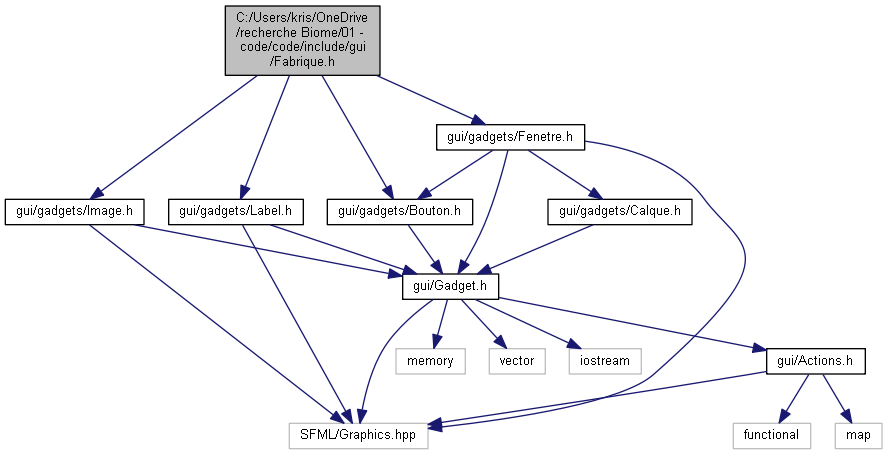 C:/Users/kris/OneDrive
/recherche Biome/01 -
code/code/include/gui
/Fabrique.h
gui/gadgets/Fenetre.h
gui/gadgets/Image.h
gui/gadgets/Label.h
gui/gadgets/Bouton.h
gui/gadgets/Calque.h
gui/Gadget.h
memory
vector
iostream
gui/Actions.h
SFML/Graphics.hpp
functional
map